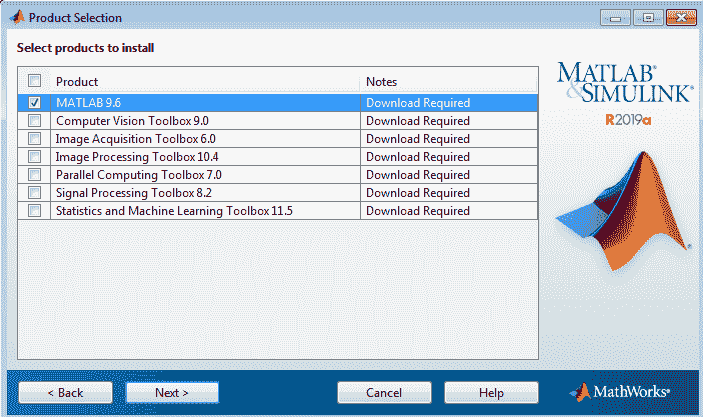 Product Selection
Select products to install
Product Notes
MATLAB 9.6 Download Required
Computer Vision Toolbox 9.0 Download Required
Image Acquisition Toolbox 6.0 Download Required
Image Processing Toolbox 10.4 Download Required
Parallel Computing Toolbox 7.0 Download Required
Signal Processing Toolbox 8.2 Download Required
Statistics and Machine Learning Toolbox 11.5 Download Required
MATLAB®
&SIMULINK®
R2019a
®
< Back Next > Cancel Help MathWorks®